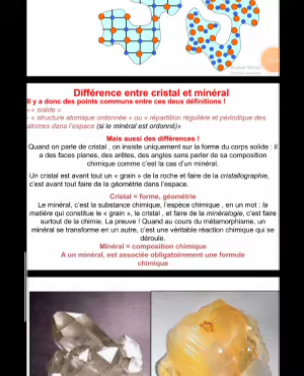 Différence entre cristal et minéral
Il y a donc des points communs entre ces deux définitions !
- « solide »
- « structure atomique ordonnée » ou « répartition régulière et périodique des
atomes dans l'espace (si le minéral est ordonné)»
Mais aussi des différences !
Quand on parle de cristal , on insiste uniquement sur la forme du corps solide : il
a des faces planes, des arêtes, des angles sans parler de sa composition
chimique comme c'est la cas d'un minéral.
Un cristal est avant tout un « grain » de la roche et faire de la cristallographie,
c'est avant tout faire de la géométrie dans l'espace.
Cristal = forme, géométrie
Le minéral, c'est la substance chimique, l'espèce chimique , en un mot : la
matière qui constitue le « grain », le cristal , et faire de la minéralogie, c'est faire
surtout de la chimie. La preuve ! Quand au cours du métamorphisme, un
minéral se transforme en un autre, c'est une véritable réaction chimique qui se
déroule.
Minéral = composition chimique
A un minéral, est associée obligatoirement une formule
chimique